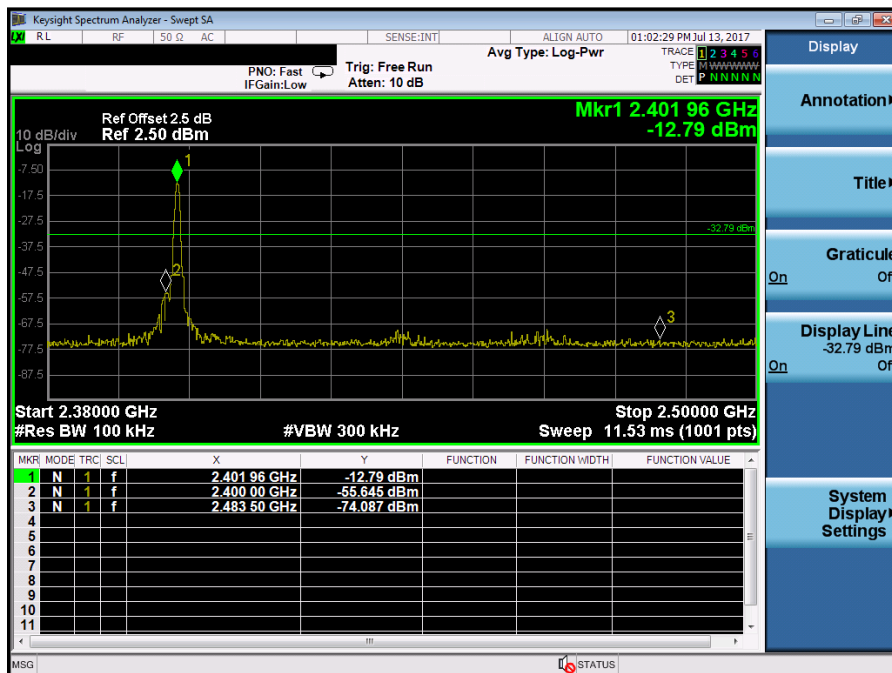 Keysight Spectrum Analyzer - Swept SA
LXI RL RF 50 Ω AC SENSE:INT ALIGN AUTO 01:02:29 PM Jul 13, 2017
PNO: Fast
IFGain:Low
Trig: Free Run
Atten: 10 dB
Avg Type: Log-Pwr
TRACE 1 2 3 4 5 6
TYPE M WWWWW
DET P N N N N N
Mkr1 2.401 96 GHz
-12.79 dBm
Ref Offset 2.5 dB
10 dB/div Ref 2.50 dBm
Log
-7.50
-17.5
-27.5
-37.5
-47.5
-57.5
-67.5
-77.5
-87.5
1
2
3
-32.79 dBm
Start 2.38000 GHz Stop 2.50000 GHz
#Res BW 100 kHz #VBW 300 kHz Sweep 11.53 ms (1001 pts)
MKR MODE TRC SCL X Y FUNCTION FUNCTION WIDTH FUNCTION VALUE
1 N 1 f 2.401 96 GHz -12.79 dBm
2 N 1 f 2.400 00 GHz -55.645 dBm
3 N 1 f 2.483 50 GHz -74.087 dBm
4
5
6
7
8
9
10
11
MSG STATUS
Display
Annotation
Title
Graticule
On Of
Display Line
-32.79 dBm
On Of
System
Display
Settings